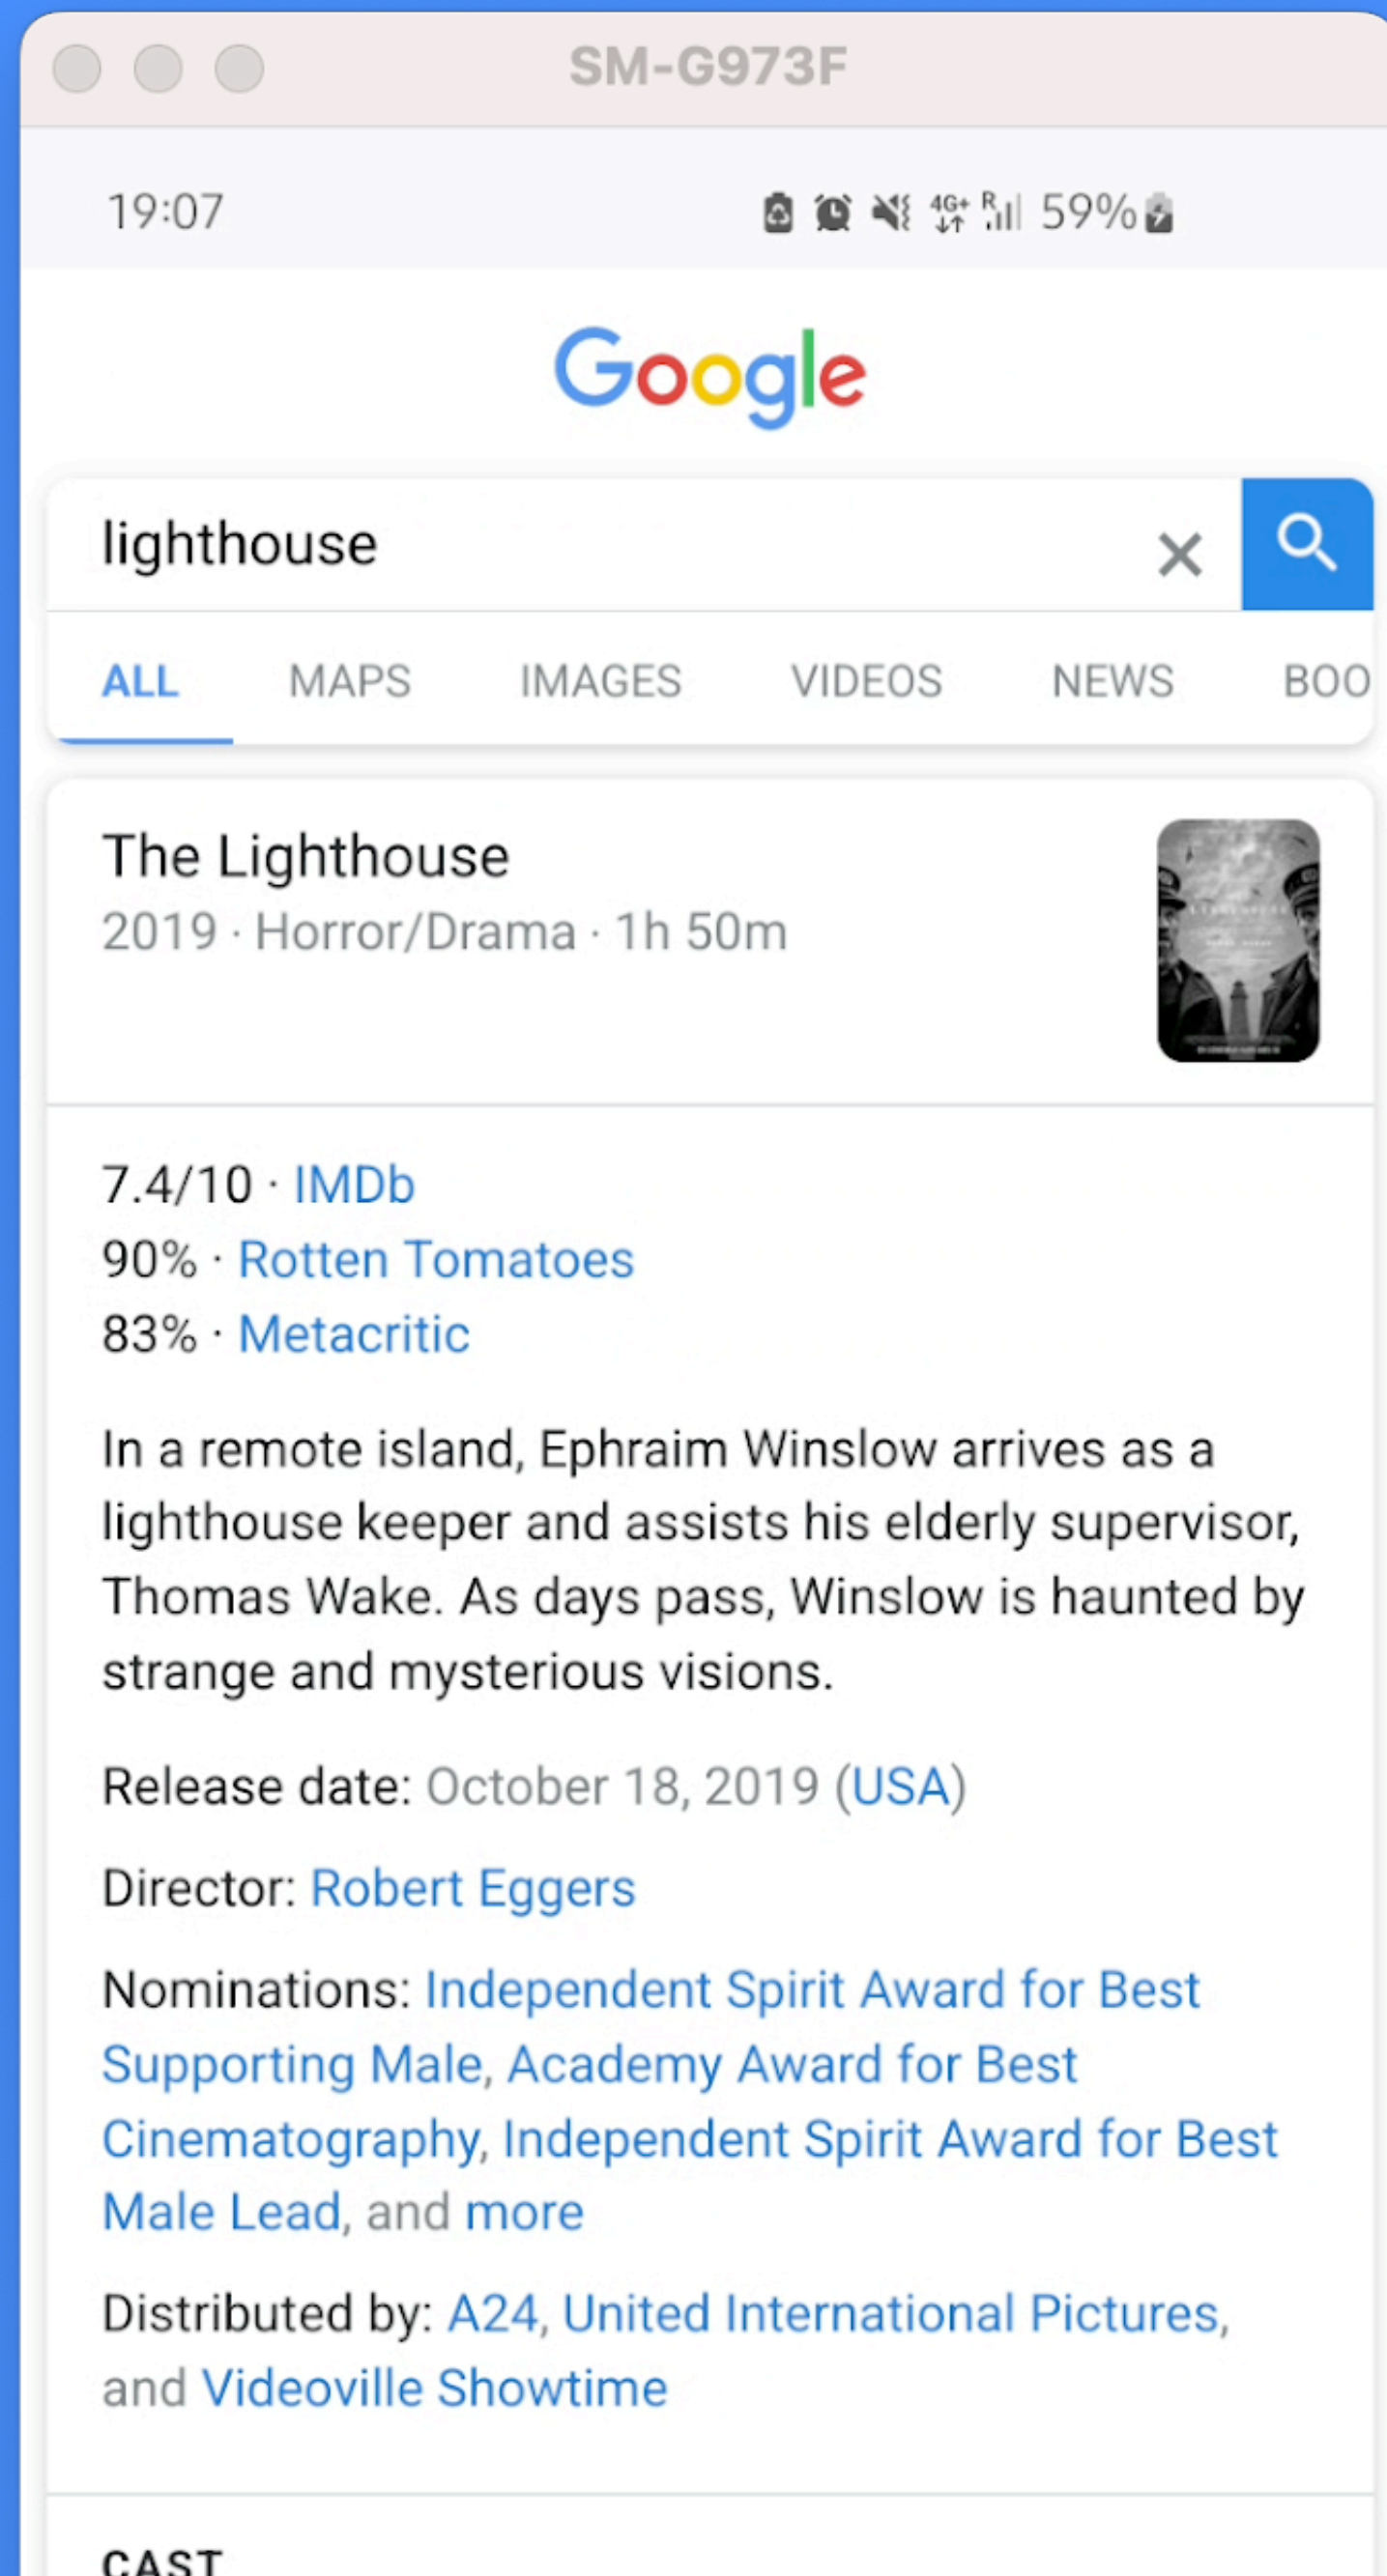 SM-G973F
19:07 4G+ R 59%
Google
lighthouse
ALL MAPS IMAGES VIDEOS NEWS BOO
The Lighthouse
2019 · Horror/Drama · 1h 50m
7.4/10 · IMDb
90% · Rotten Tomatoes
83% · Metacritic
In a remote island, Ephraim Winslow arrives as a
lighthouse keeper and assists his elderly supervisor,
Thomas Wake. As days pass, Winslow is haunted by
strange and mysterious visions.
Release date: October 18, 2019 (USA)
Director: Robert Eggers
Nominations: Independent Spirit Award for Best
Supporting Male, Academy Award for Best
Cinematography, Independent Spirit Award for Best
Male Lead, and more
Distributed by: A24, United International Pictures,
and Videoville Showtime
CAST